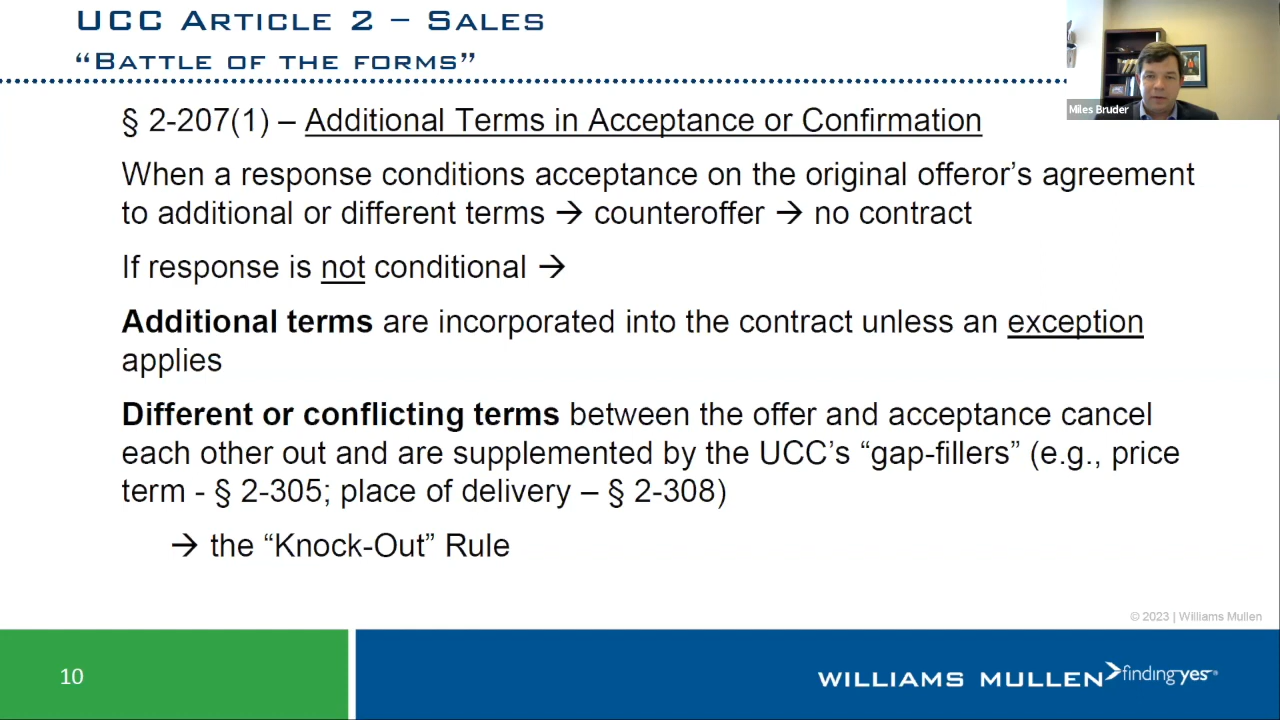 UCC ARTICLE 2 – SALES
“BATTLE OF THE FORMS”
Miles Bruder
§ 2-207(1) – Additional Terms in Acceptance or Confirmation
When a response conditions acceptance on the original offeror’s agreement
to additional or different terms → counteroffer → no contract
If response is not conditional →
Additional terms are incorporated into the contract unless an exception
applies
Different or conflicting terms between the offer and acceptance cancel
each other out and are supplemented by the UCC’s “gap-fillers” (e.g., price
term - § 2-305; place of delivery – § 2-308)
→ the “Knock-Out” Rule
© 2023 | Williams Mullen
10
WILLIAMS MULLEN finding yes®